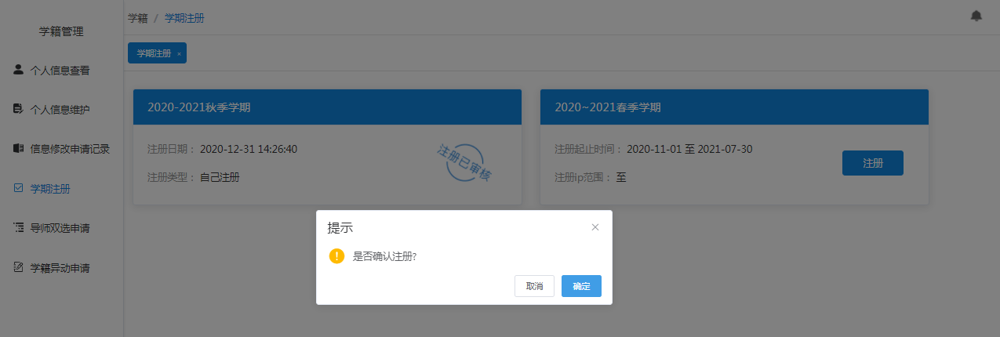 学籍管理
个人信息查看
个人信息维护
信息修改申请记录
学期注册
导师双选申请
学籍异动申请
学籍 / 学期注册
学期注册 ×
2020-2021秋季学期
注册日期： 2020-12-31 14:26:40
注册类型： 自己注册
注册已审核
2020~2021春季学期
注册起止时间： 2020-11-01 至 2021-07-30
注册ip范围： 至
注册
提示
是否确认注册?
取消
确定